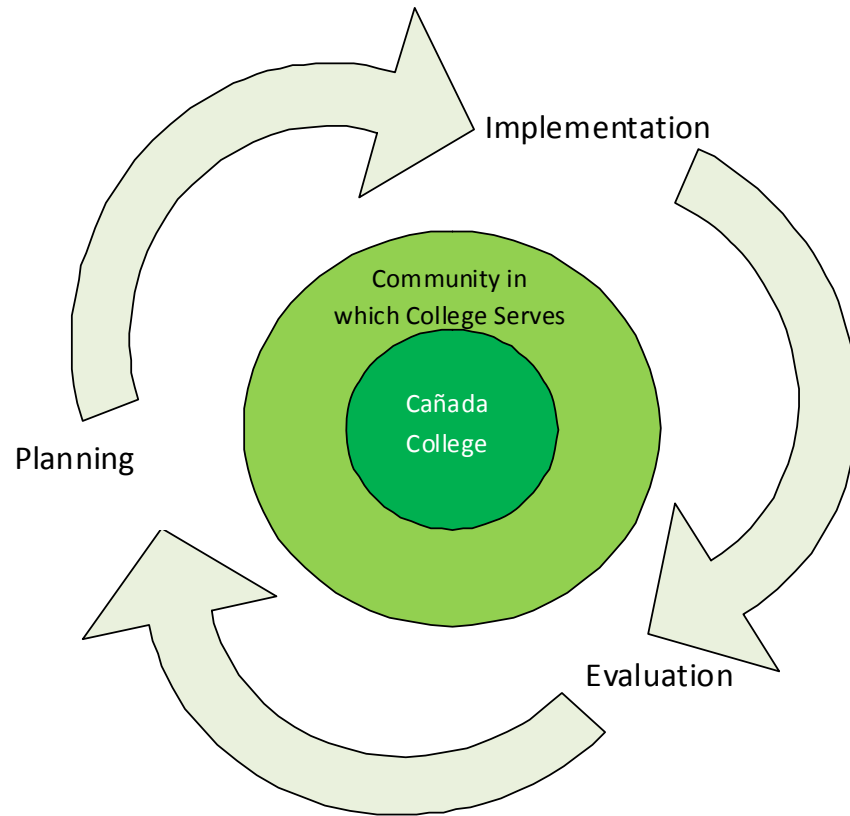 Implementation
Community in
which College Serves
Cañada
College
Planning
Evaluation